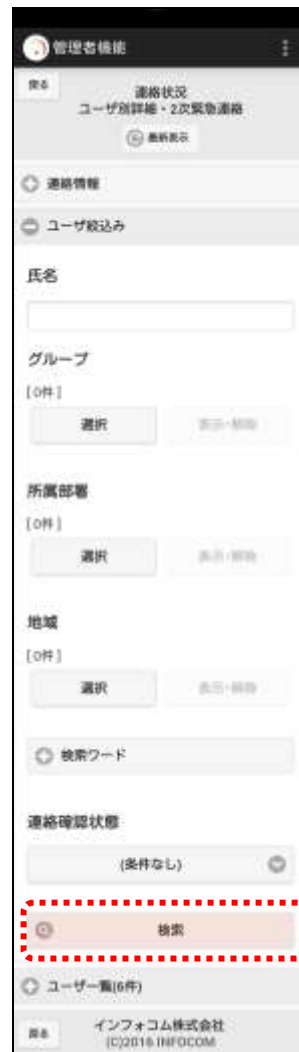 管理者機能
戻る
連絡状況
ユーザ別詳細・2次緊急連絡
最新表示
連絡情報
ユーザ絞込み
氏名
グループ
[0件]
選択 表示・解除
所属部署
[0件]
選択 表示・解除
地域
[0件]
選択 表示・解除
検索ワード
連絡確認状態
(条件なし)
検索
ユーザ一覧(6件)
戻る
インフォコム株式会社
(C)2016 INFOCOM